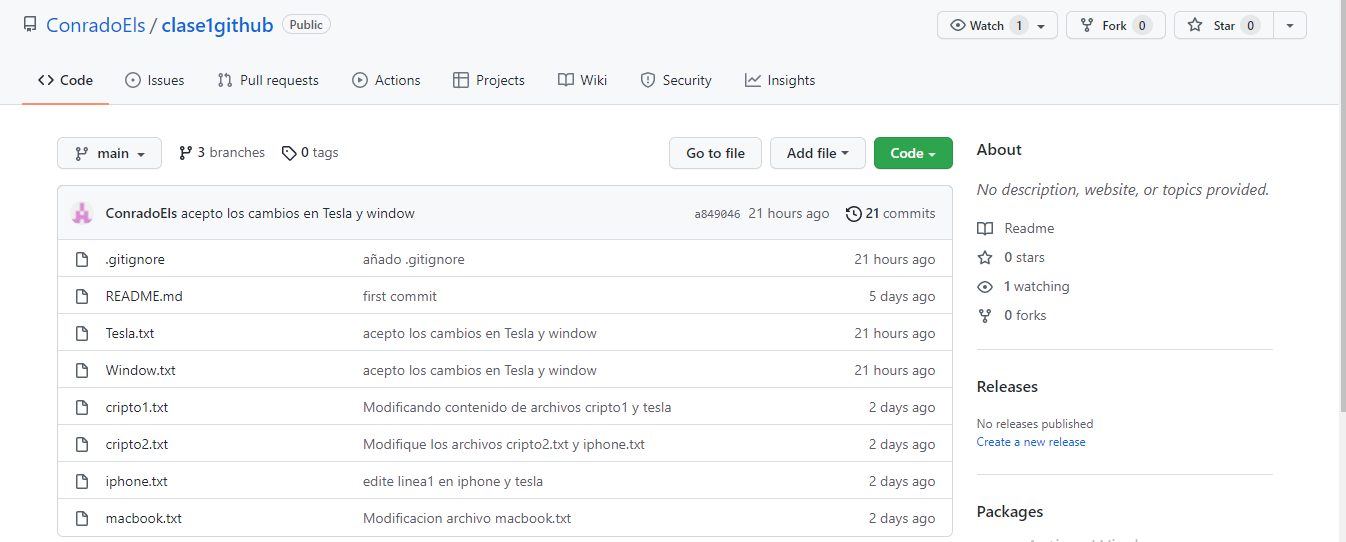 ConradoEls / clase1github Public Watch 1 Fork 0 Star 0
Code Issues Pull requests Actions Projects Wiki Security Insights
main 3 branches 0 tags Go to file Add file Code
ConradoEls acepto los cambios en Tesla y window a849046 21 hours ago 21 commits
.gitignore añado .gitignore 21 hours ago
README.md first commit 5 days ago
Tesla.txt acepto los cambios en Tesla y window 21 hours ago
Window.txt acepto los cambios en Tesla y window 21 hours ago
cripto1.txt Modificando contenido de archivos cripto1 y tesla 2 days ago
cripto2.txt Modifique los archivos cripto2.txt y iphone.txt 2 days ago
iphone.txt edite linea1 en iphone y tesla 2 days ago
macbook.txt Modificacion archivo macbook.txt 2 days ago
About
No description, website, or topics provided.
Readme
0 stars
1 watching
0 forks
Releases
No releases published
Create a new release
Packages